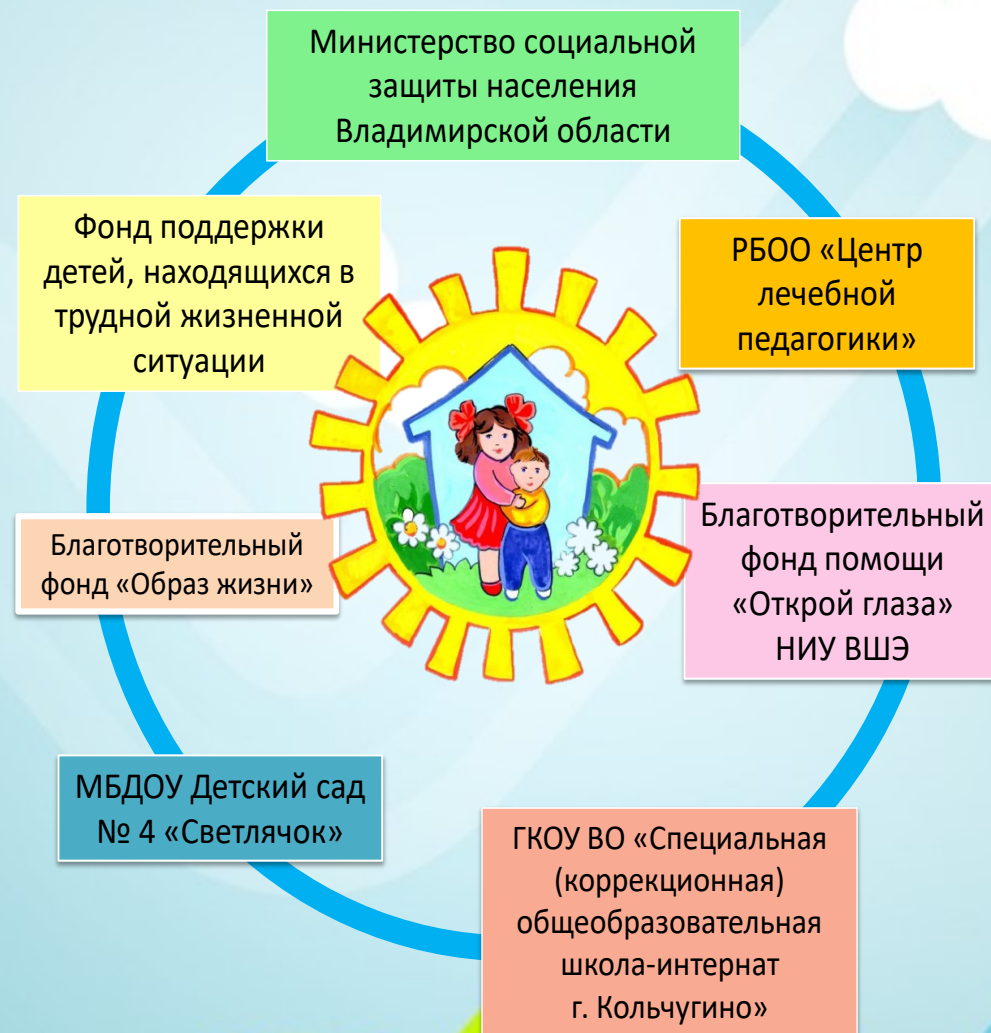 Министерство социальной
защиты населения
Владимирской области
Фонд поддержки
детей, находящихся в
трудной жизненной
ситуации
РБОО «Центр
лечебной
педагогики»
Благотворительный
фонд «Образ жизни»
Благотворительный
фонд помощи
«Открой глаза»
НИУ ВШЭ
МБДОУ Детский сад
№ 4 «Светлячок»
ГКОУ ВО «Специальная
(коррекционная)
общеобразовательная
школа-интернат
г. Кольчугино»